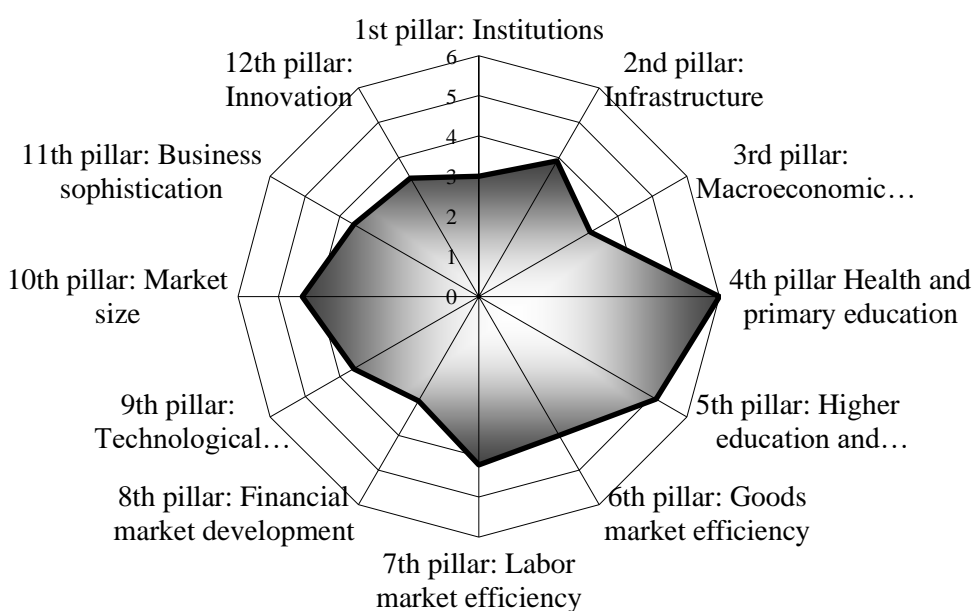 1st pillar: Institutions
2nd pillar:
Infrastructure
3rd pillar:
Macroeconomic…
4th pillar Health and
primary education
5th pillar: Higher
education and…
6th pillar: Goods
market efficiency
7th pillar: Labor
market efficiency
8th pillar: Financial
market development
9th pillar:
Technological…
10th pillar: Market
size
11th pillar: Business
sophistication
12th pillar:
Innovation
6
5
4
3
2
1
0